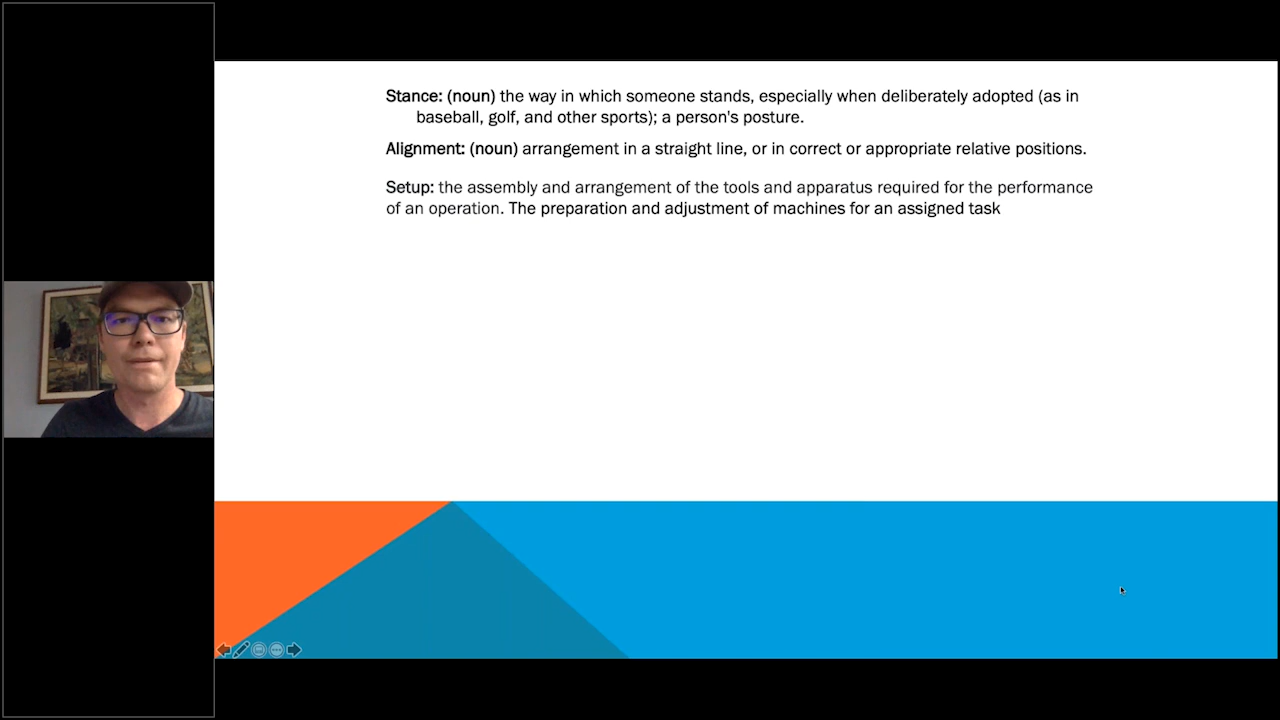 Stance: (noun) the way in which someone stands, especially when deliberately adopted (as in
baseball, golf, and other sports); a person's posture.
Alignment: (noun) arrangement in a straight line, or in correct or appropriate relative positions.
Setup: the assembly and arrangement of the tools and apparatus required for the performance
of an operation. The preparation and adjustment of machines for an assigned task